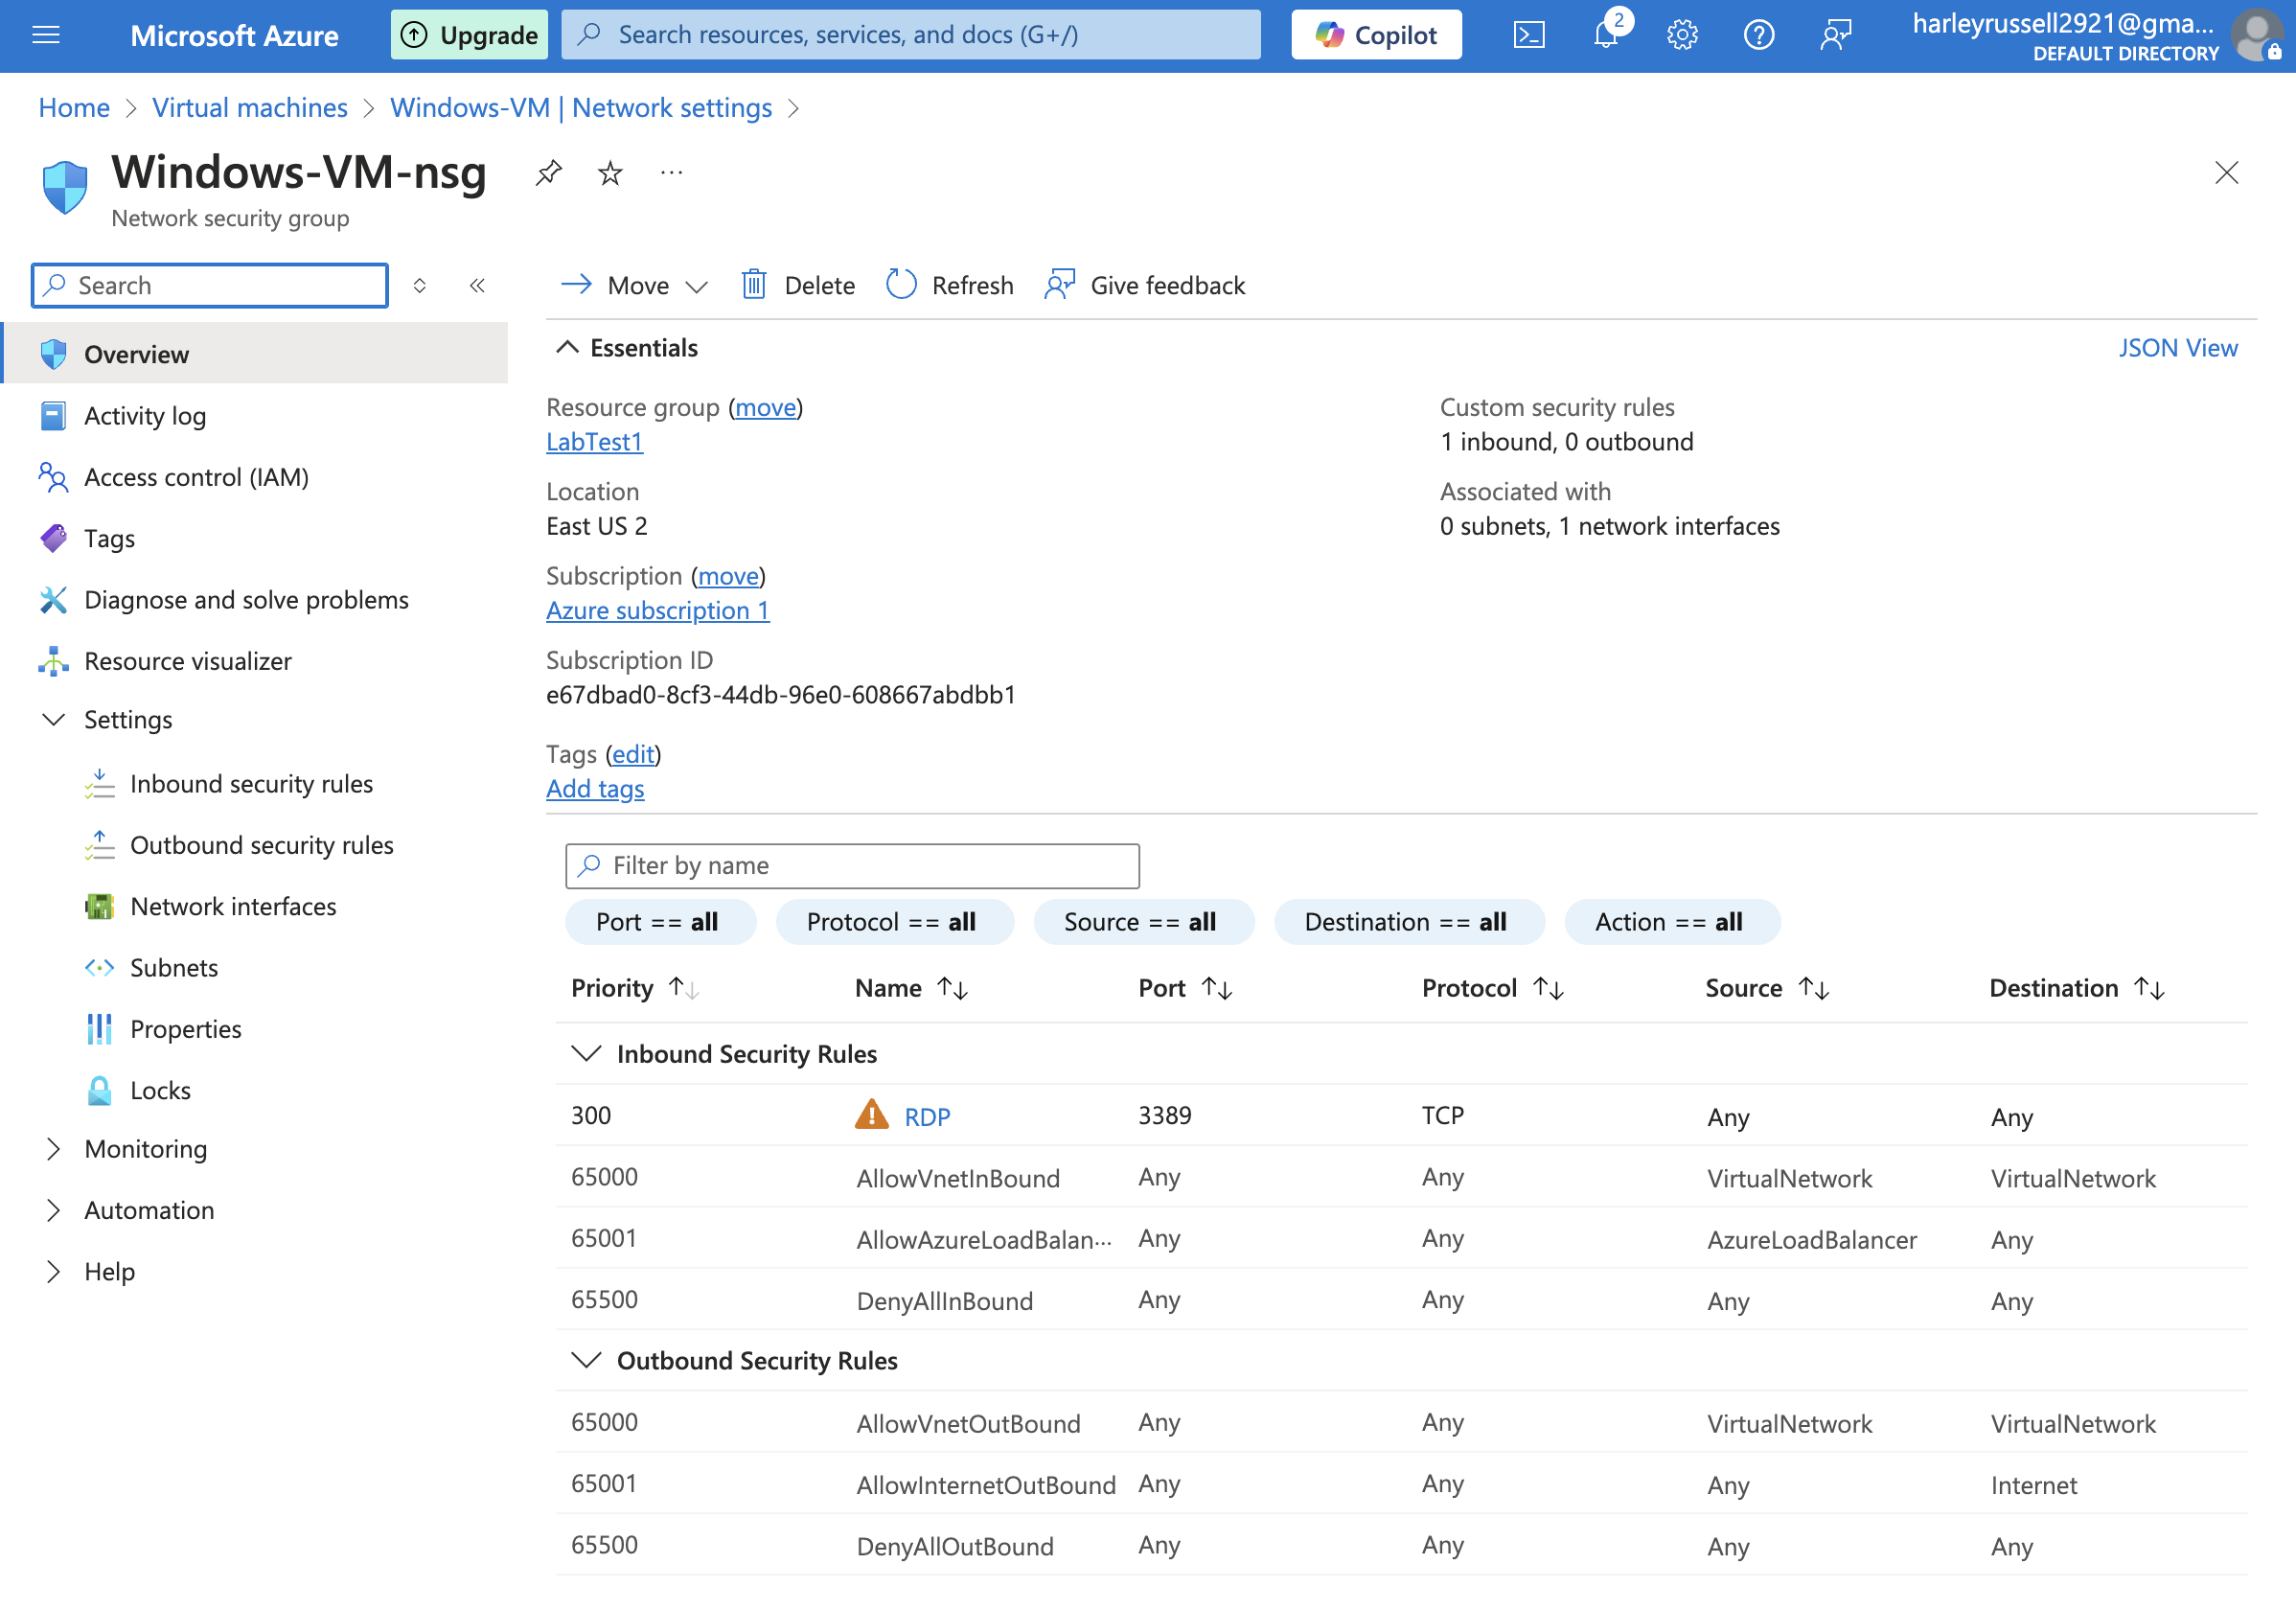 Microsoft Azure
Upgrade
Search resources, services, and docs (G+/)
Copilot
2
harleyrussell2921@gma...
DEFAULT DIRECTORY
Home > Virtual machines > Windows-VM | Network settings >
Windows-VM-nsg
Network security group
Search
Overview
Activity log
Access control (IAM)
Tags
Diagnose and solve problems
Resource visualizer
Settings
Inbound security rules
Outbound security rules
Network interfaces
Subnets
Properties
Locks
Monitoring
Automation
Help
Move
Delete
Refresh
Give feedback
Essentials
JSON View
Resource group (move)
LabTest1
Location
East US 2
Subscription (move)
Azure subscription 1
Subscription ID
e67dbad0-8cf3-44db-96e0-608667abdbb1
Custom security rules
1 inbound, 0 outbound
Associated with
0 subnets, 1 network interfaces
Tags (edit)
Add tags
Filter by name
Port == all
Protocol == all
Source == all
Destination == all
Action == all
Priority Name Port Protocol Source Destination
Inbound Security Rules
300 RDP 3389 TCP Any Any
65000 AllowVnetInBound Any Any VirtualNetwork VirtualNetwork
65001 AllowAzureLoadBalan... Any Any AzureLoadBalancer Any
65500 DenyAllInBound Any Any Any Any
Outbound Security Rules
65000 AllowVnetOutBound Any Any VirtualNetwork VirtualNetwork
65001 AllowInternetOutBound Any Any Any Internet
65500 DenyAllOutBound Any Any Any Any